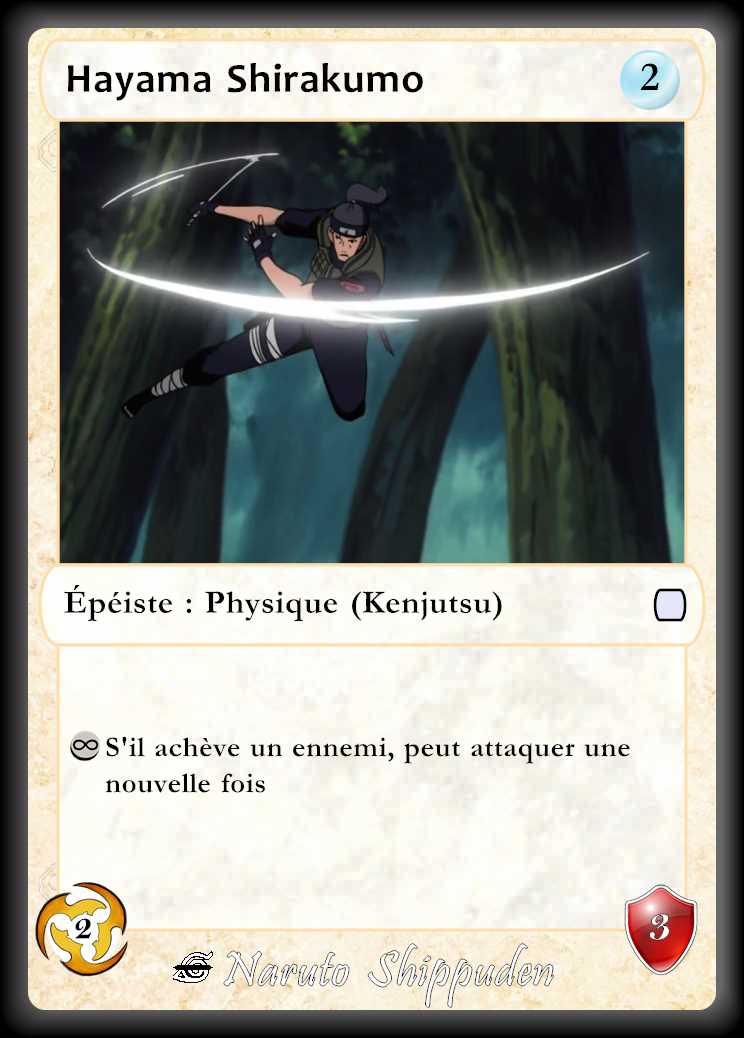 Hayama Shirakumo
2
Épéiste : Physique (Kenjutsu)
S'il achève un ennemi, peut attaquer une
nouvelle fois
2
3
Naruto Shippuden